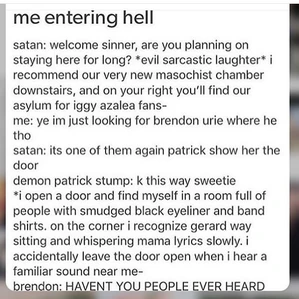 me entering hell
satan: welcome sinner, are you planning on
staying here for long? *evil sarcastic laughter* i
recommend our very new masochist chamber
downstairs, and on your right you'll find our
asylum for iggy azalea fans-
me: ye im just looking for brendon urie where he
tho
satan: its one of them again patrick show her the
door
demon patrick stump: k this way sweetie
*i open a door and find myself in a room full of
people with smudged black eyeliner and band
shirts. on the corner i recognize gerard way
sitting and whispering mama lyrics slowly. i
accidentally leave the door open when i hear a
familiar sound near me-
brendon: HAVENT YOU PEOPLE EVER HEARD